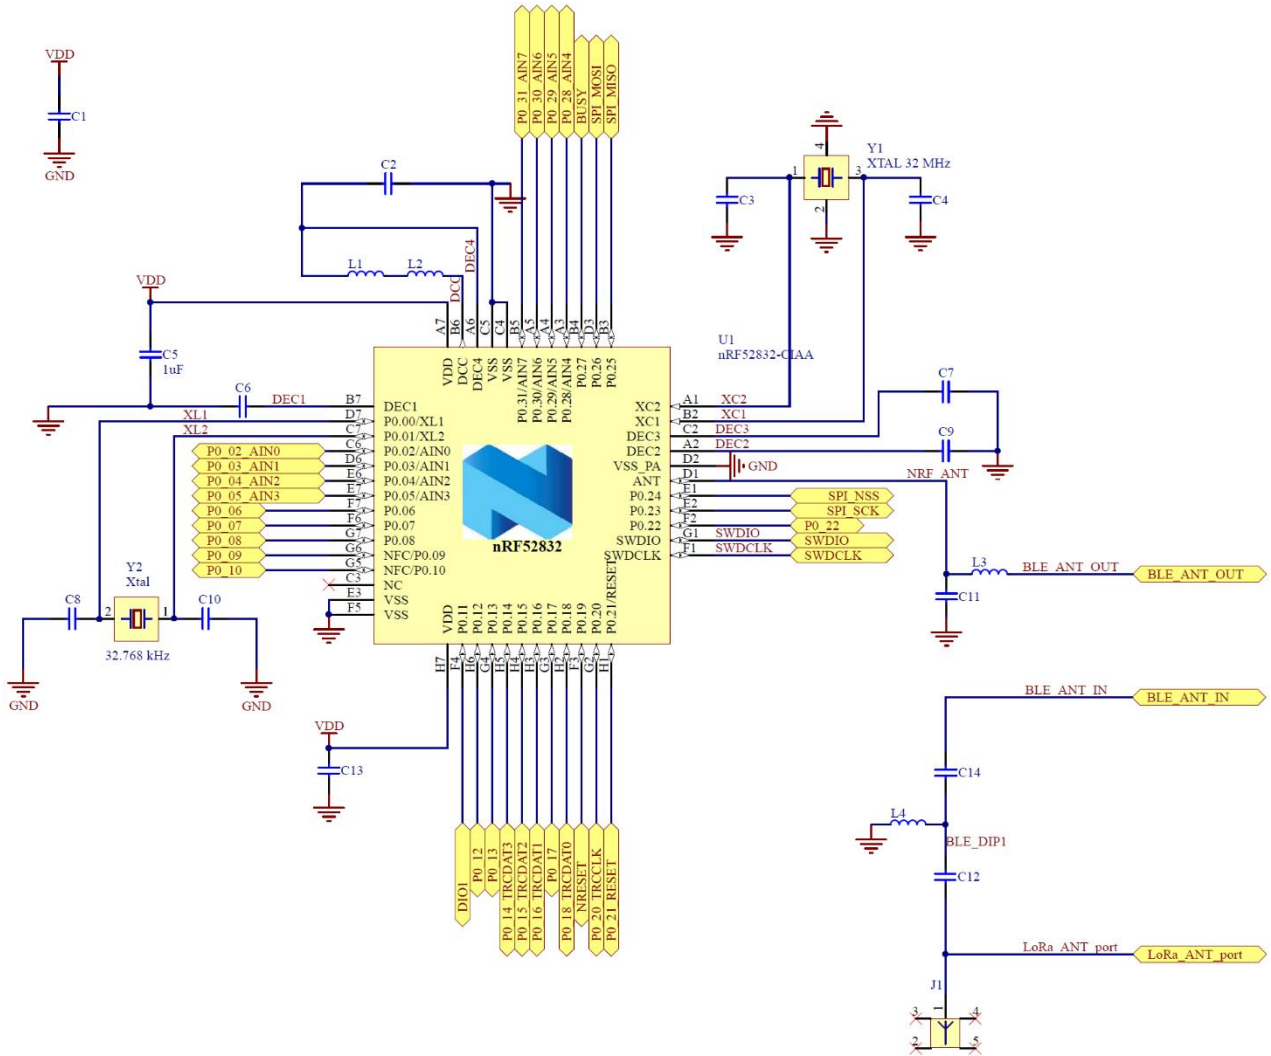 P0_31_AIN7
P0_30_AIN6
P0_29_AIN5
P0_28_AIN4
BUSY
SPI_MOSI
SPI_MISO
VDD
C1
GND
C2
L1
L2
DCC
DEC4
VDD
C5
1uF
C6
DEC1
XL1
XL2
4
Y1
XTAL 32 MHz
1
3
2
C3
C4
A7
B6
A6
C5
C4
B5
A5
A4
A3
B4
D3
B3
VDD
DCC
DEC4
VSS
VSS
P0.31/AIN7
P0.30/AIN6
P0.29/AIN5
P0.28/AIN4
P0.27
P0.26
P0.25
U1
nRF52832-CIAA
B7
DEC1
D7
P0.00/XL1
C7
P0.01/XL2
P0_02_AIN0
C6
P0.02/AIN0
P0_03_AIN1
D6
P0.03/AIN1
P0_04_AIN2
E6
P0.04/AIN2
P0_05_AIN3
E7
P0.05/AIN3
P0_06
F7
P0.06
P0_07
F6
P0.07
P0_08
G7
P0.08
P0_09
G6
NFC/P0.09
P0_10
G5
NFC/P0.10
C3
NC
E3
VSS
F5
VSS
nRF52832
XC2
A1
XC2
XC1
B2
XC1
DEC3
C2
DEC3
DEC2
A2
DEC2
VSS_PA
D2
GND
ANT
D1
NRF_ANT
P0.24
E1
SPI_NSS
P0.23
E2
SPI_SCK
P0.22
F2
P0_22
SWDIO
G1
SWDIO
SWDIO
SWDCLK
F1
SWDCLK
SWDCLK
C7
C9
L3
BLE_ANT_OUT
BLE_ANT_OUT
C11
Y2
Xtal
C8
2
1
C10
32.768 kHz
GND
GND
VDD
P0.11
P0.12
P0.13
P0.14
P0.15
P0.16
P0.17
P0.18
P0.19
P0.20
P0.21/RESET
H7
F4
H6
G4
H5
H4
H3
G3
H2
F3
G2
H1
VDD
C13
DIO1
P0_12
P0_13
P0_14_TRCDAT3
P0_15_TRCDAT2
P0_16_TRCDAT1
P0_17
P0_18_TRCDAT0
NRESET
P0_20_TRCCLK
P0_21_RESET
BLE_ANT_IN
BLE_ANT_IN
C14
L4
BLE_DIP1
C12
LoRa_ANT_port
LoRa_ANT_port
J1
1
3
4
2
5